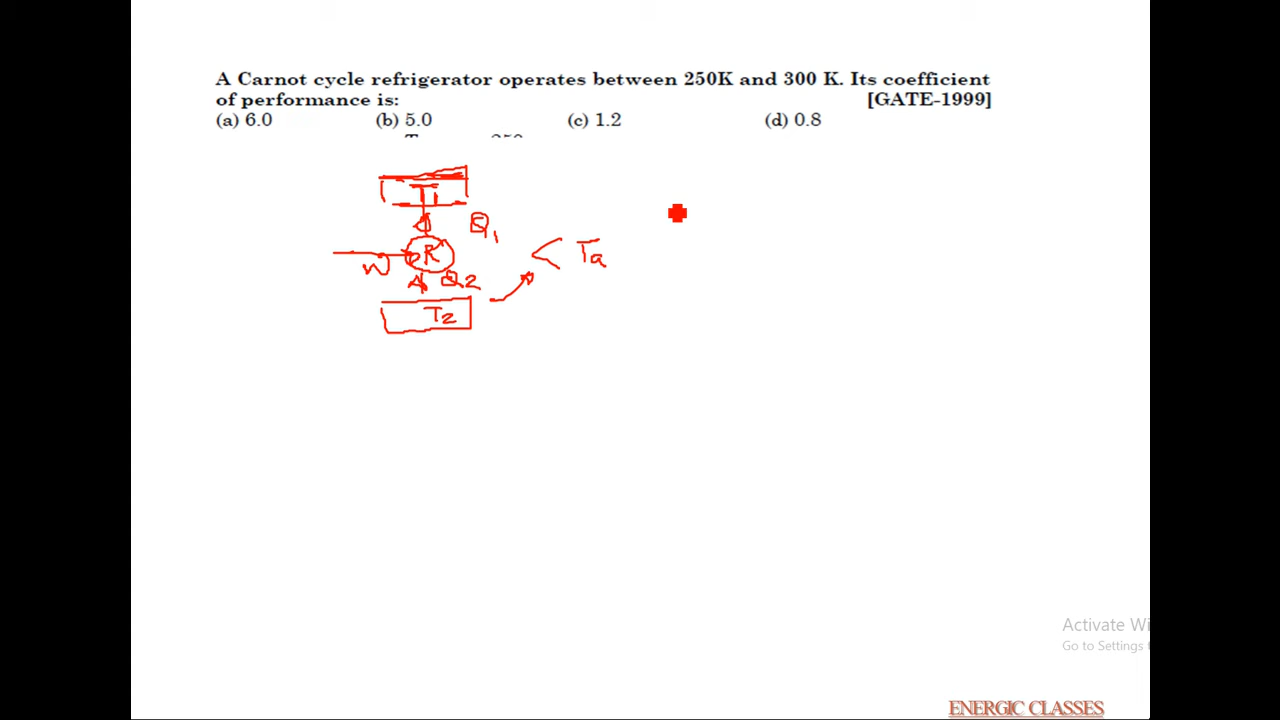 A Carnot cycle refrigerator operates between 250K and 300 K. Its coefficient
of performance is: [GATE-1999]
(a) 6.0 (b) 5.0 (c) 1.2 (d) 0.8
T1
Q1
W R < Ta
Q2
T2
Activate Wi
Go to Settings
ENERGIC CLASSES